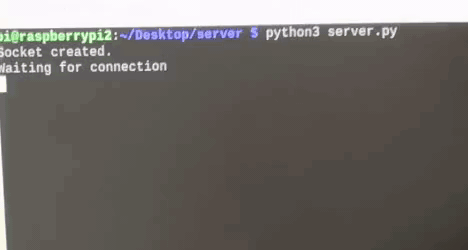 pi@raspberrypi2:~/Desktop/server $ python3 server.py
Socket created.
Waiting for connection